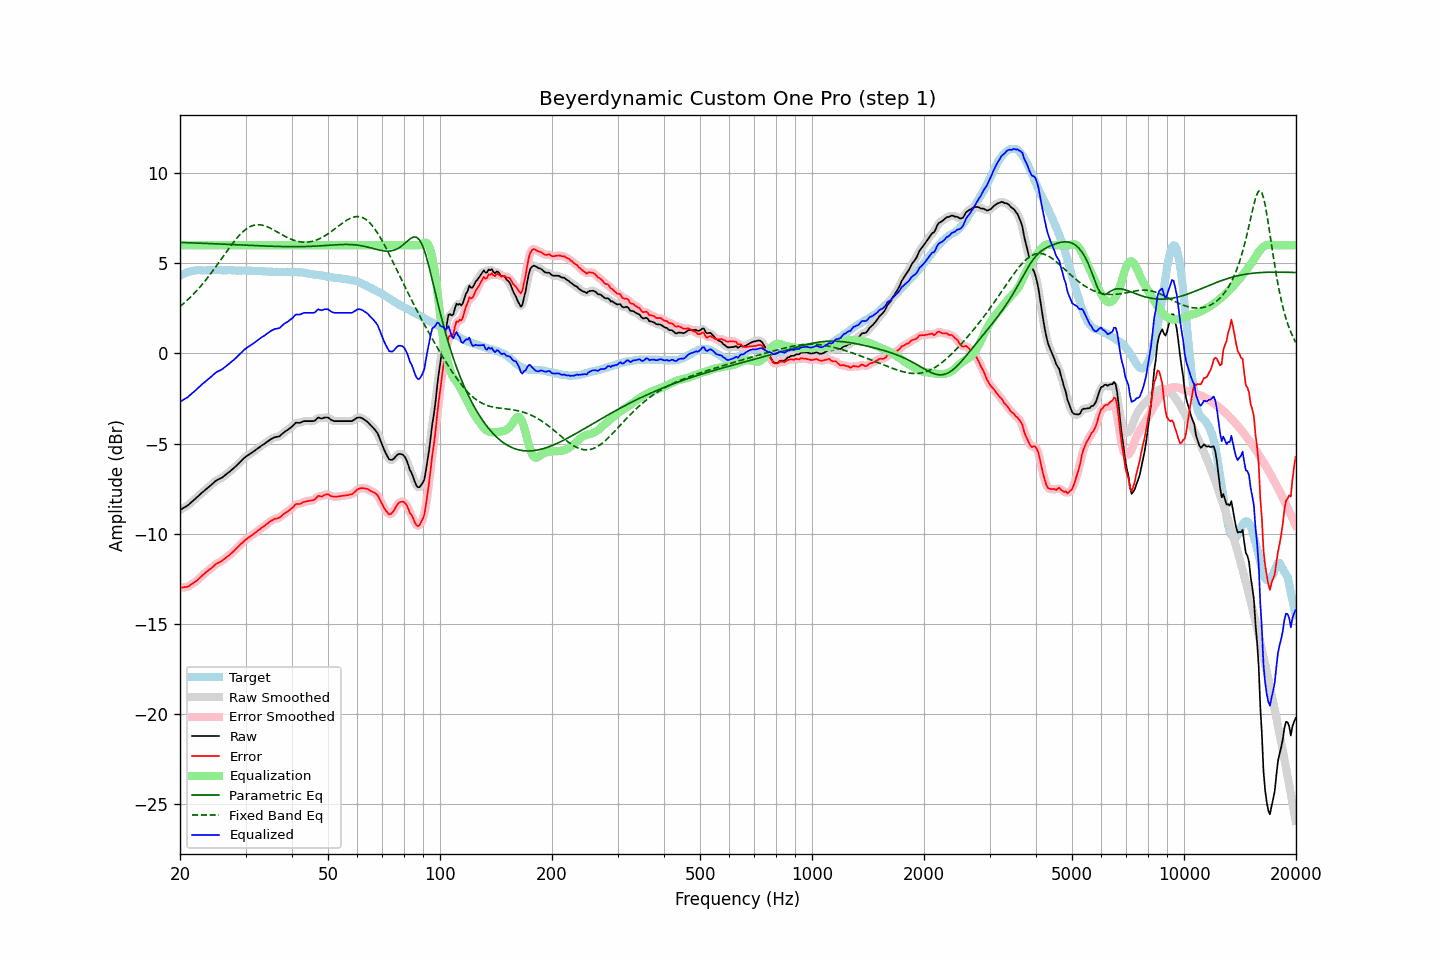 Beyerdynamic Custom One Pro (step 1)
10
5
0
−5
−10
−15
−20
−25
Amplitude (dBr)
Target
Raw Smoothed
Error Smoothed
Raw
Error
Equalization
Parametric Eq
Fixed Band Eq
Equalized
20 50 100 200 500 1000 2000 5000 10000 20000
Frequency (Hz)